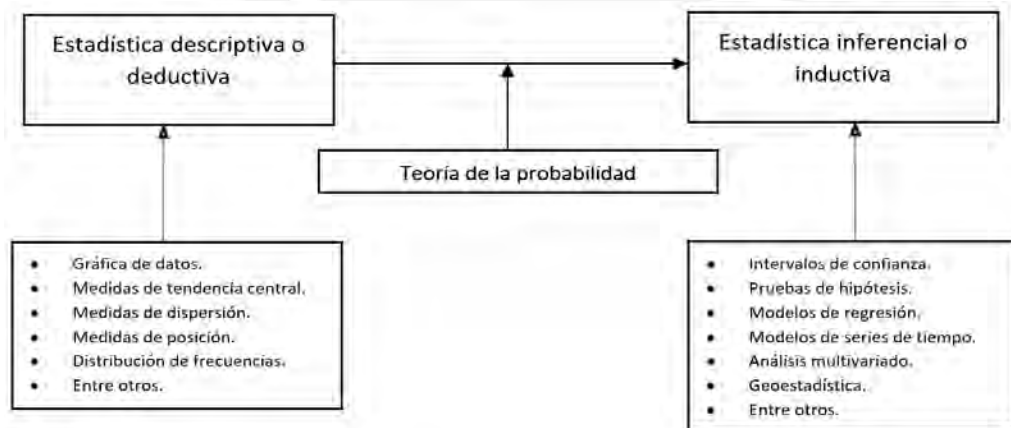 Estadística descriptiva o
deductiva
Estadística inferencial o
inductiva
Teoría de la probabilidad
• Gráfica de datos.
• Medidas de tendencia central.
• Medidas de dispersión.
• Medidas de posición.
• Distribución de frecuencias.
• Entre otros.
• Intervalos de confianza.
• Pruebas de hipótesis.
• Modelos de regresión.
• Modelos de series de tiempo.
• Análisis multivariado.
• Geoestadística.
• Entre otros.